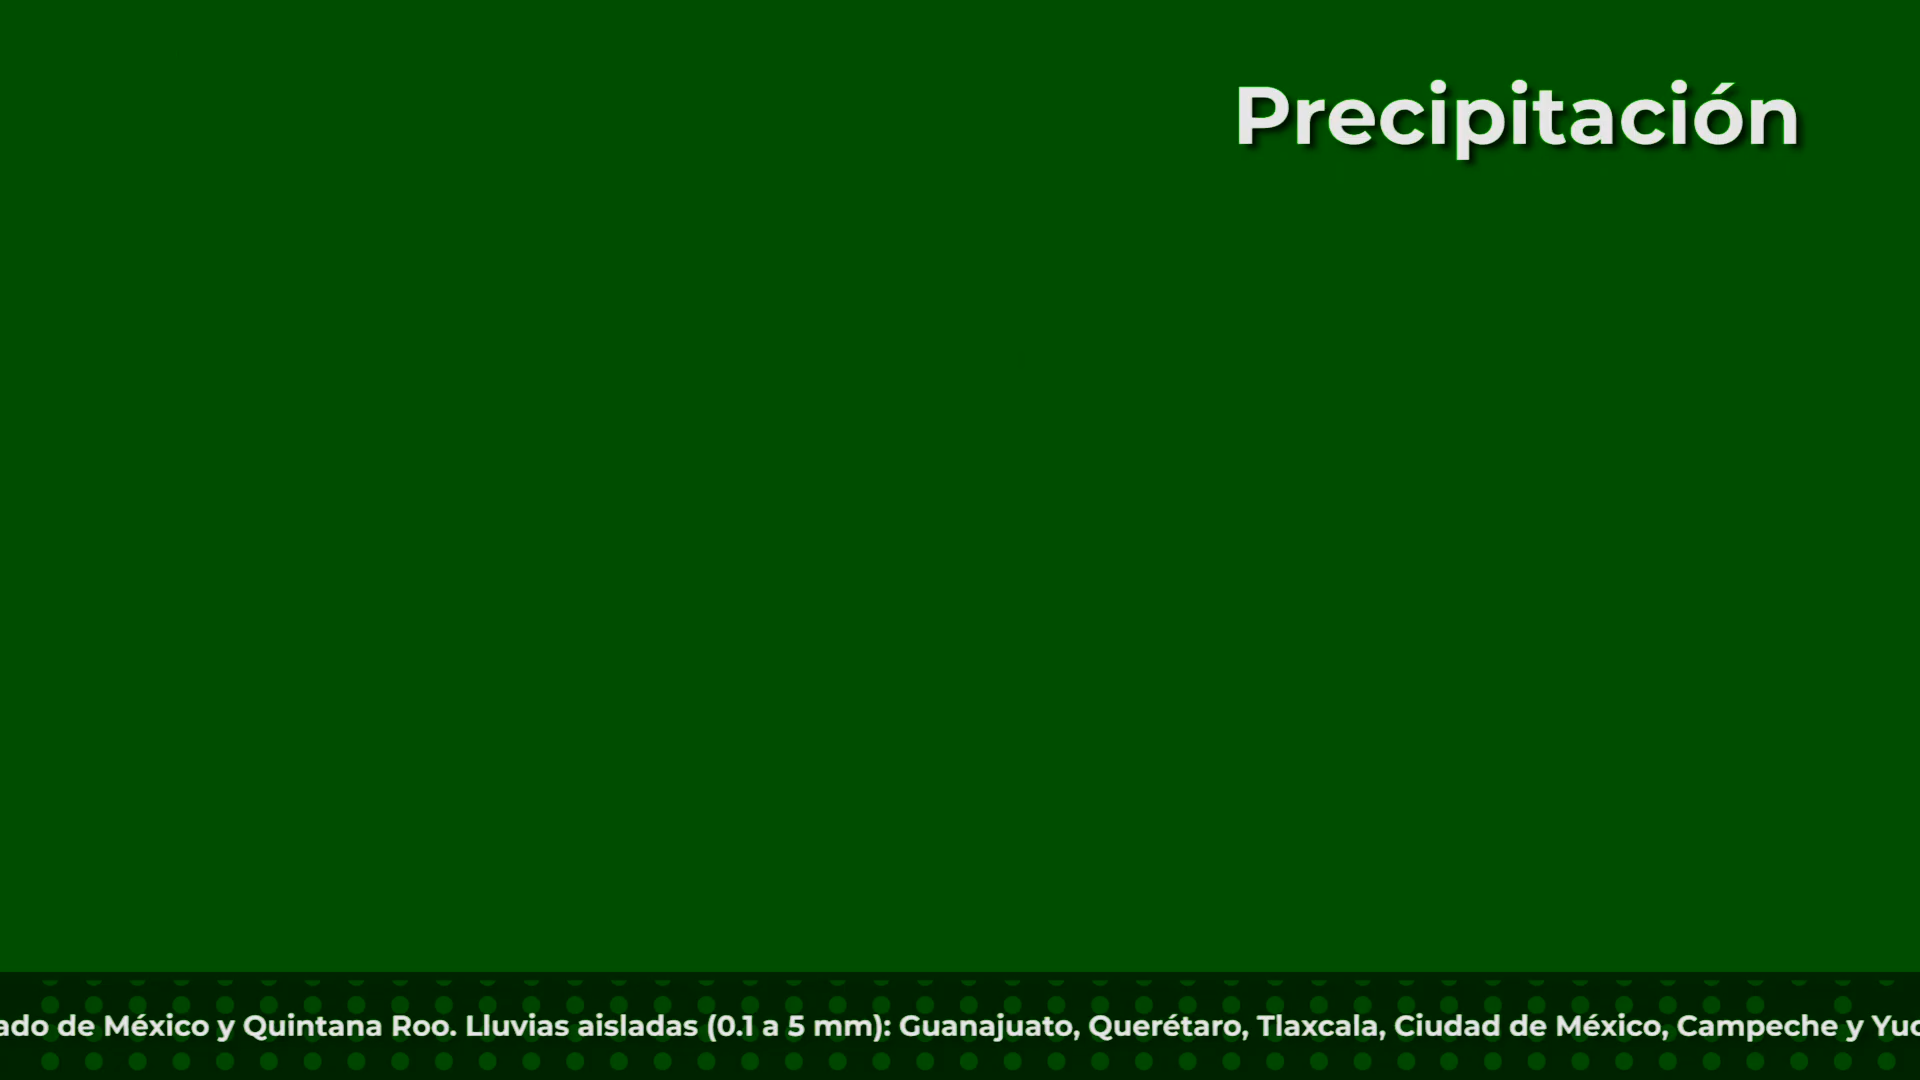 Precipitación
ado de México y Quintana Roo. Lluvias aisladas (0.1 a 5 mm): Guanajuato, Querétaro, Tlaxcala, Ciudad de México, Campeche y Yuc